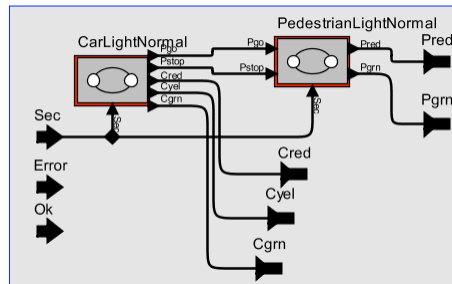 PedestrianLightNormal
CarLightNormal
Pgo
Pstop
Cred
Cyel
Cgrn
Sec
Pgo
Pstop
Sec
Pred
Pgrn
Pred
Pgrn
Sec
Error
Ok
Cred
Cyel
Cgrn